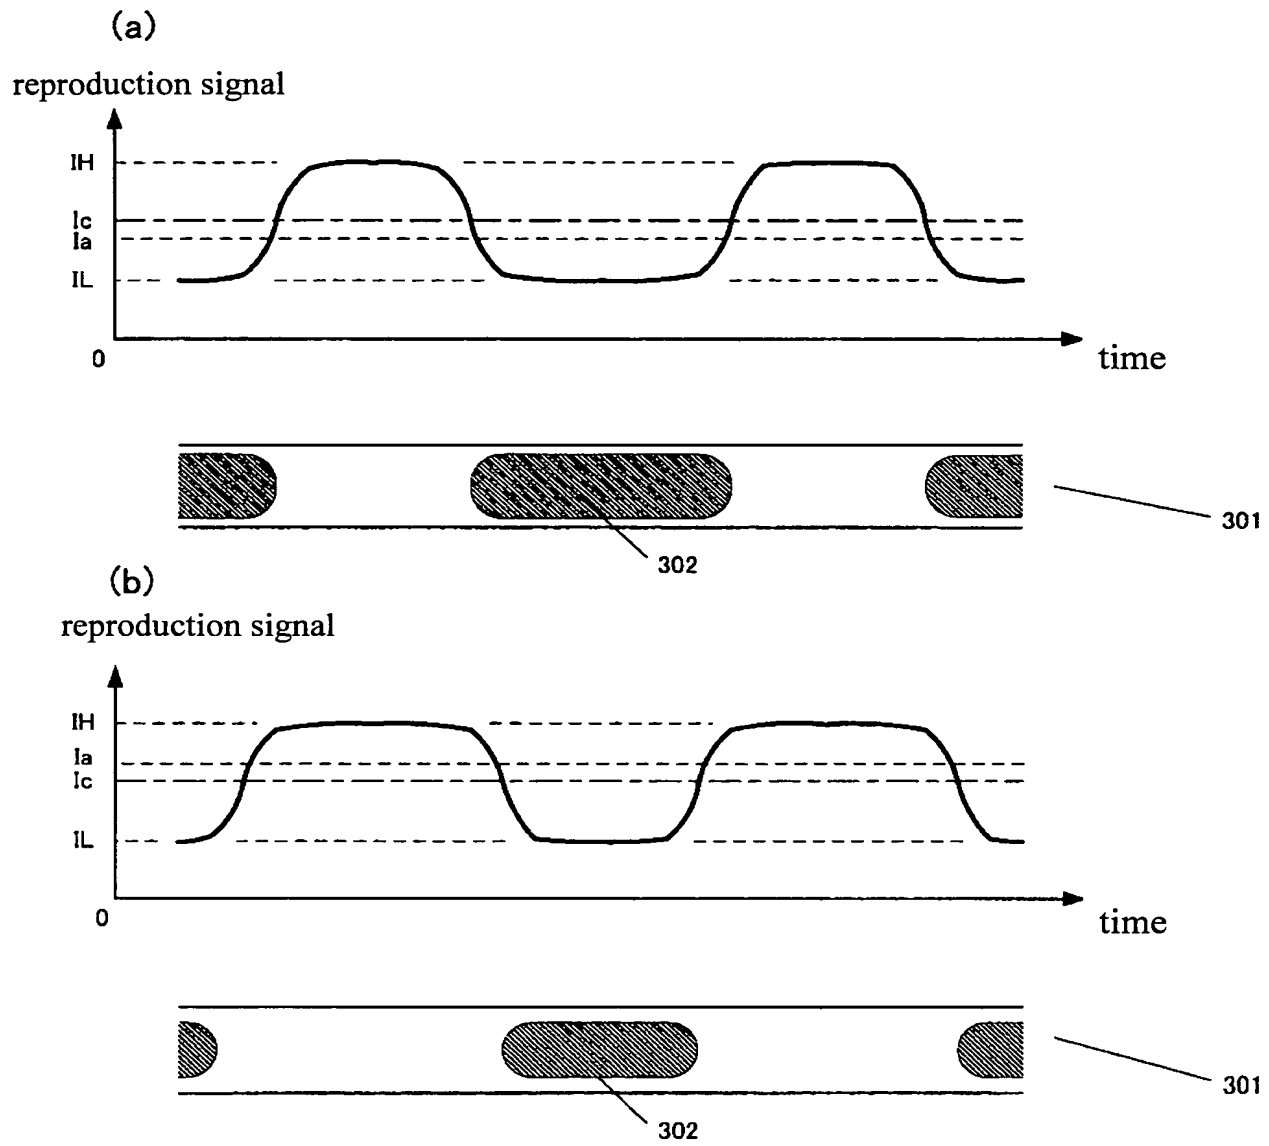 (a)
reproduction signal
IH
Ic
Ia
IL
0
time
301
302
(b)
reproduction signal
IH
Ia
Ic
IL
0
time
301
302